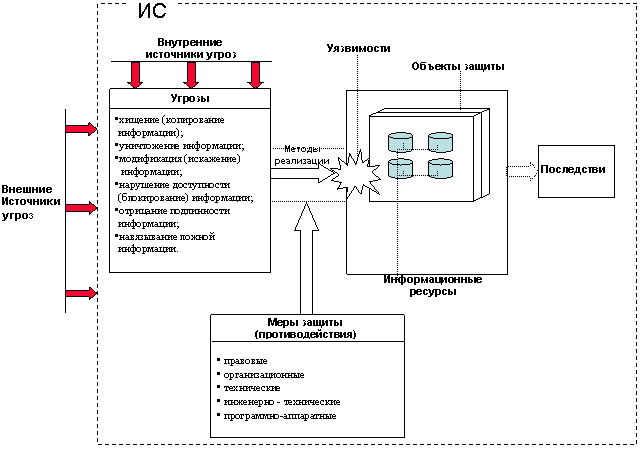 ИС
Внутренние
источники угроз
Уязвимости
Объекты защиты
Угрозы
▪хищение (копирование
информации);
▪уничтожение информации;
▪модификация (искажение)
информации;
▪нарушение доступности
(блокирование) информации;
▪отрицание подлинности
информации;
▪навязывание ложной
информации.
Методы
реализации
Последстви
Внешние
Источники
угроз
Информационные
ресурсы
Меры защиты
(противодействия)
▪ правовые
▪ организационные
▪ технические
▪ инженерно - технические
▪ программно-аппаратные